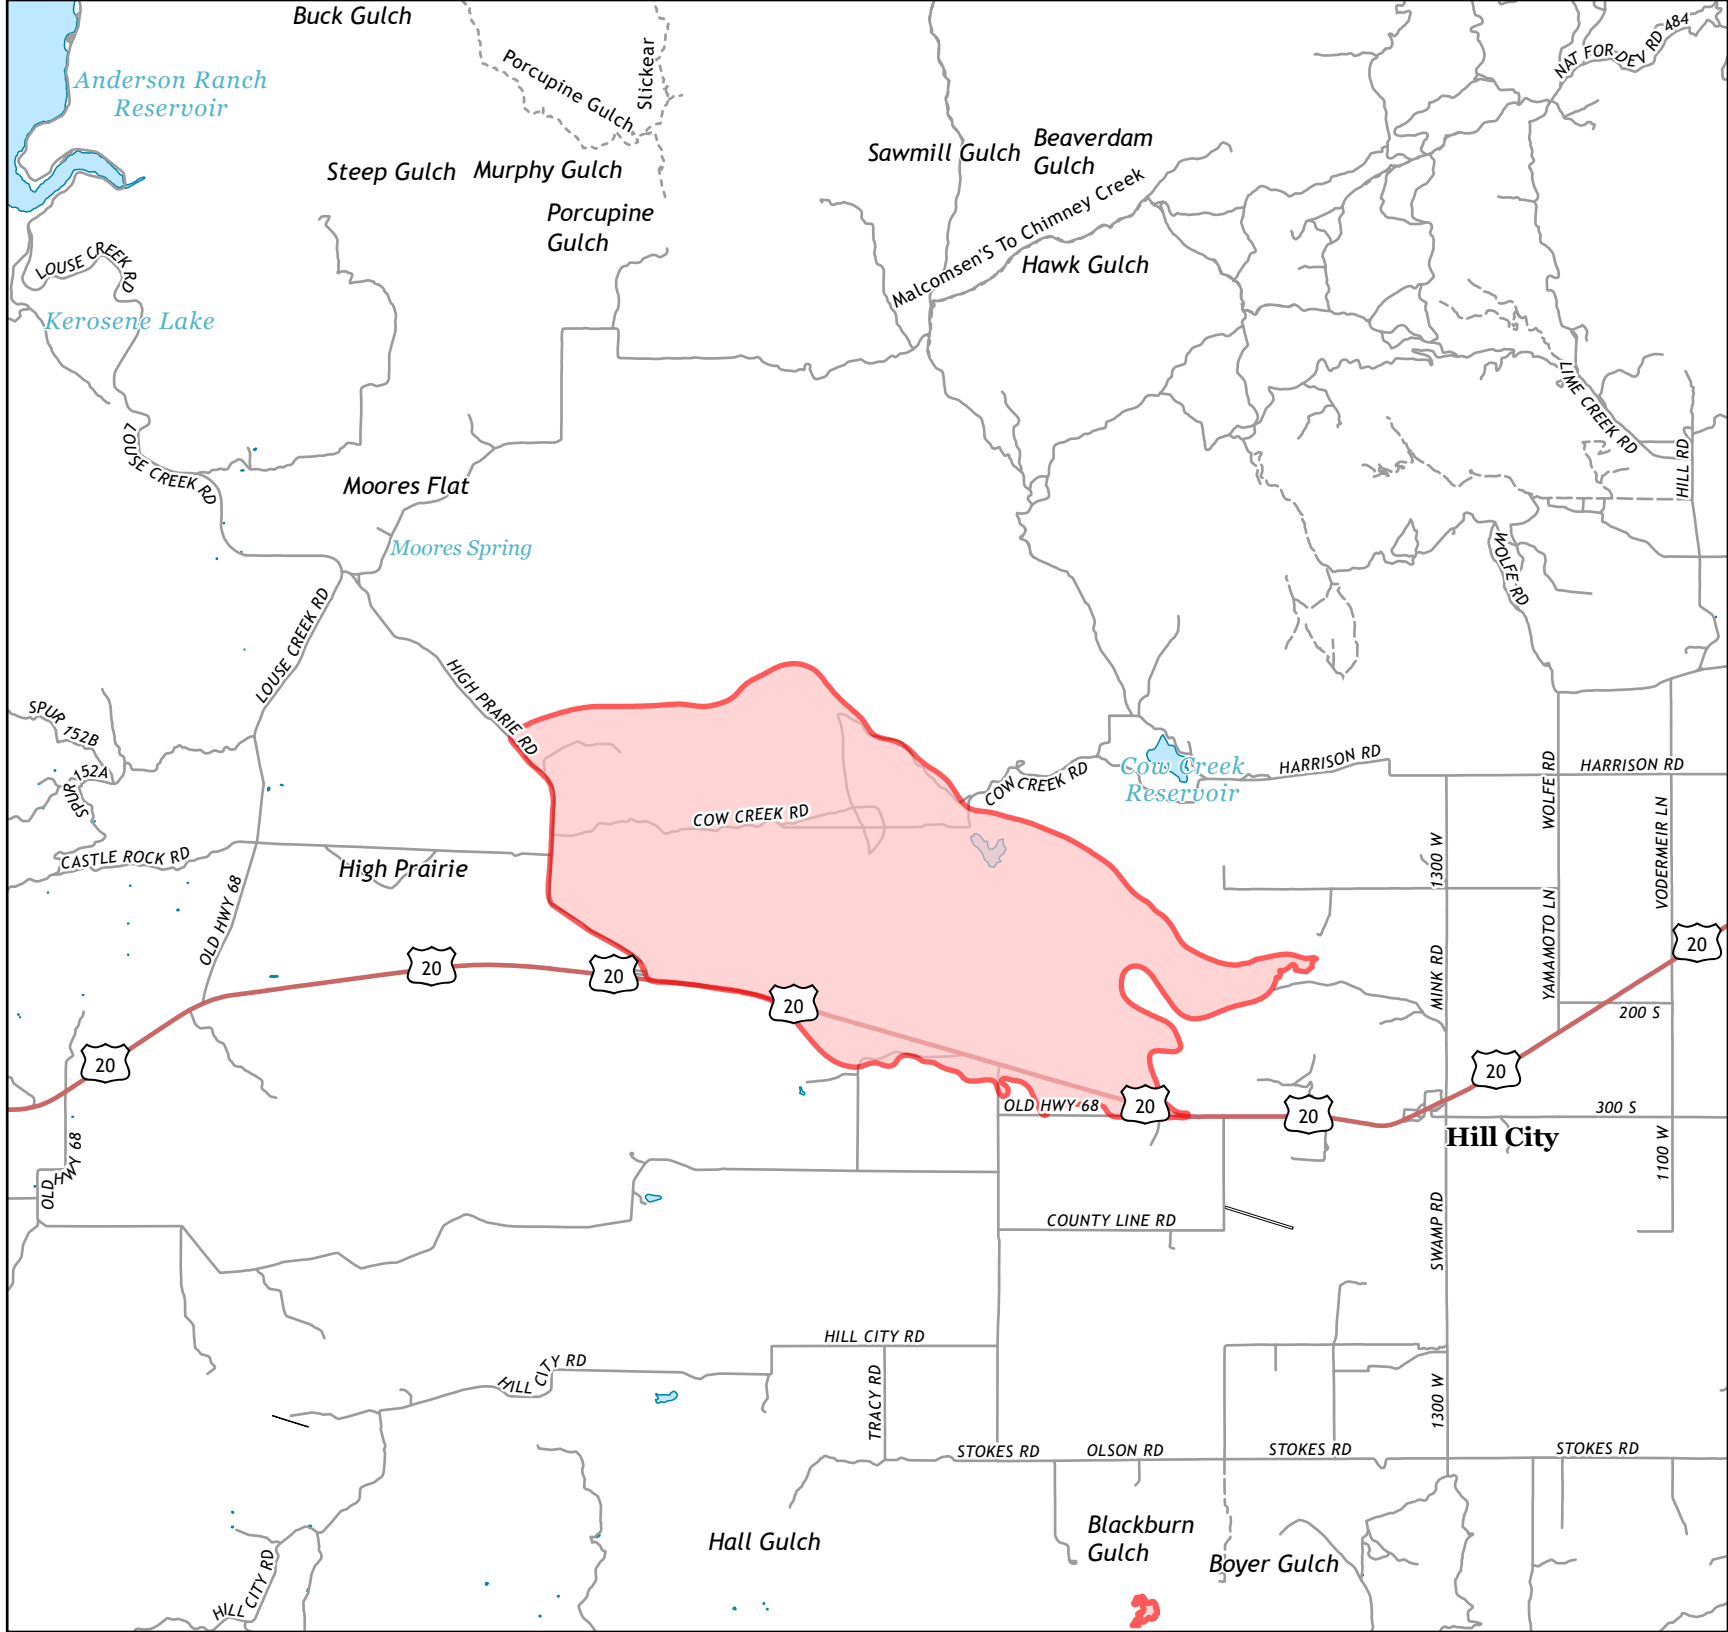 Buck Gulch
NAT FOR DEV RD 484
Anderson Ranch
Reservoir
Porcupine Gulch
Slickear
Steep Gulch
Murphy Gulch
Sawmill Gulch
Beaverdam
Gulch
Porcupine
Gulch
Malcomsen'S To Chimney Creek
Hawk Gulch
LOUSE CREEK RD
Kerosene Lake
LIME CREEK RD
HILL RD
LOUSE CREEK RD
Moores Flat
Moores Spring
WOLFE RD
LOUSE CREEK RD
HIGH PRARIE RD
SPUR 152B
SPUR 152A
COW CREEK RD
COW CREEK RD
Cow Creek
Reservoir
HARRISON RD
HARRISON RD
WOLFE RD
VODERMEIR LN
1300 W
CASTLE ROCK RD
High Prairie
OLD HWY 68
YAMAMOTO LN
MINK RD
20
20
20
20
200 S
20
20
20
20
OLD HWY 68
300 S
Hill City
1100 W
OLD HWY 68
COUNTY LINE RD
SWAMP RD
HILL CITY RD
HILL CITY RD
TRACY RD
1300 W
STOKES RD
OLSON RD
STOKES RD
STOKES RD
Hall Gulch
Blackburn
Gulch
Boyer Gulch
HILL CITY RD